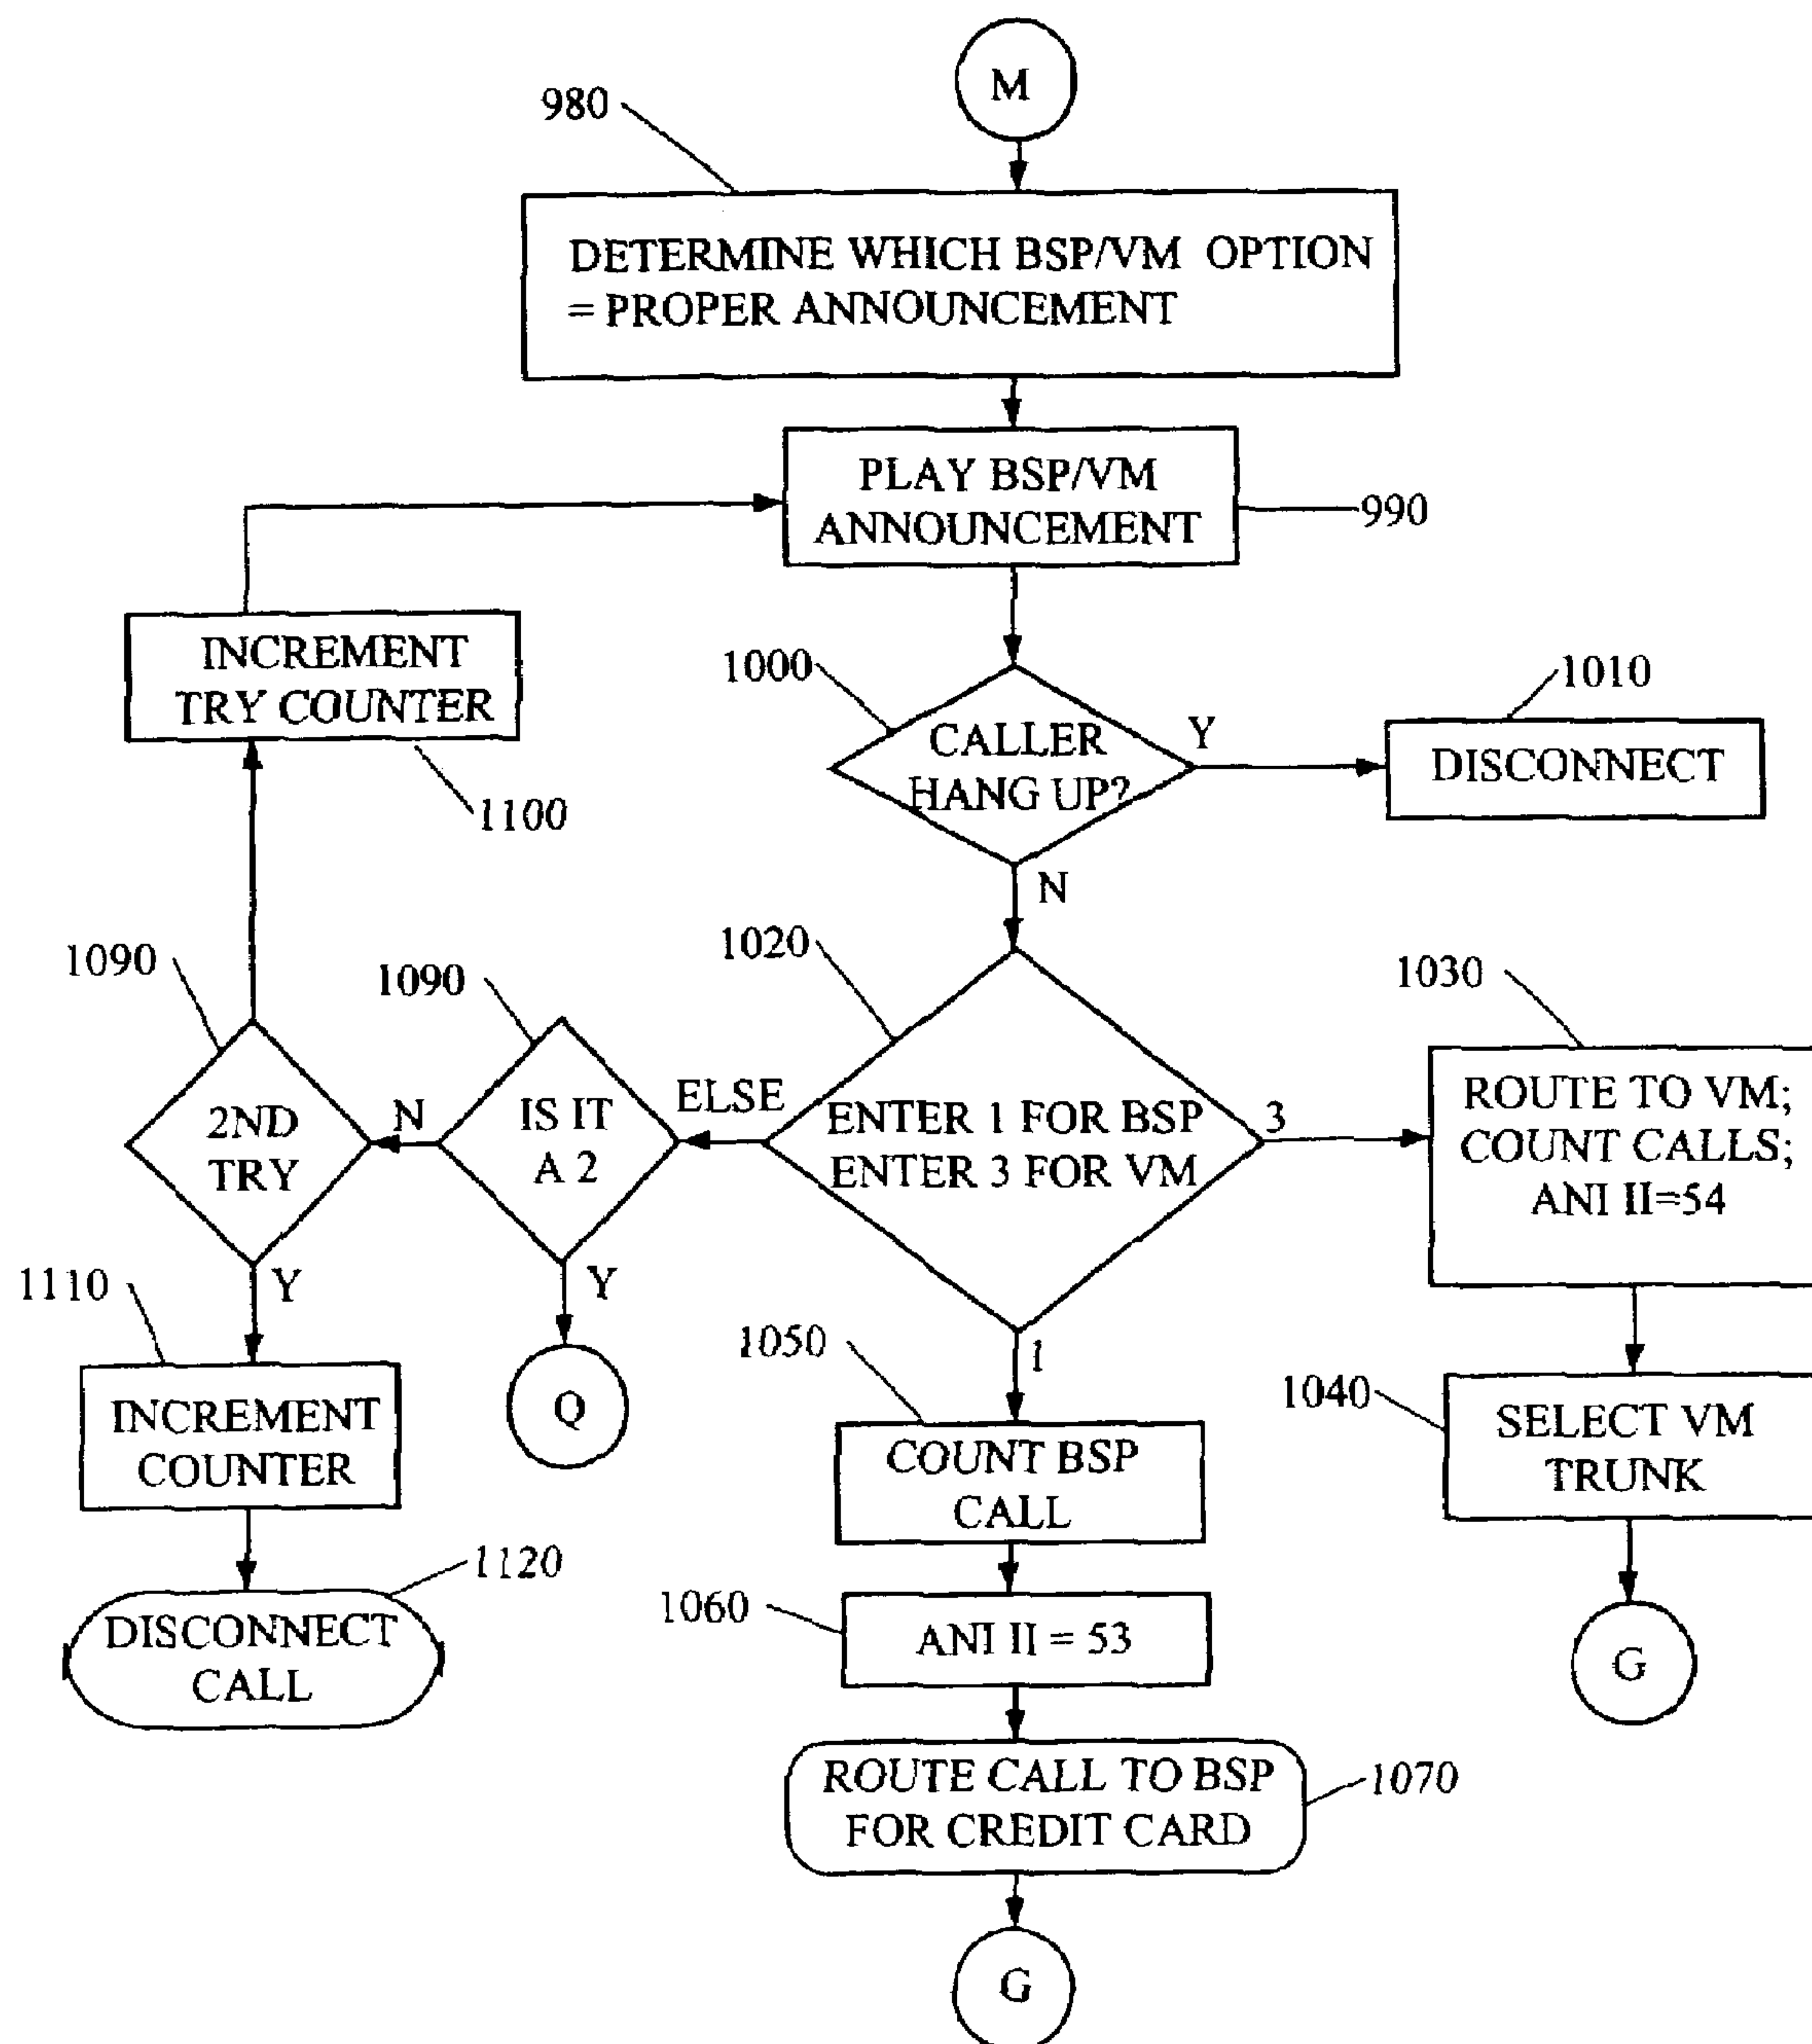 M
980
DETERMINE WHICH BSP/VM OPTION
= PROPER ANNOUNCEMENT
PLAY BSP/VM
ANNOUNCEMENT
990
INCREMENT
TRY COUNTER
1100
1000
CALLER
HANG UP?
Y
1010
DISCONNECT
N
1090
2ND
TRY
N
1090
IS IT
A 2
ELSE
1020
ENTER 1 FOR BSP
ENTER 3 FOR VM
3
1030
ROUTE TO VM;
COUNT CALLS;
ANI II=54
Y
1110
INCREMENT
COUNTER
Y
Q
1
1050
COUNT BSP
CALL
1040
SELECT VM
TRUNK
1120
DISCONNECT
CALL
1060
ANI II = 53
G
ROUTE CALL TO BSP
FOR CREDIT CARD
1070
G